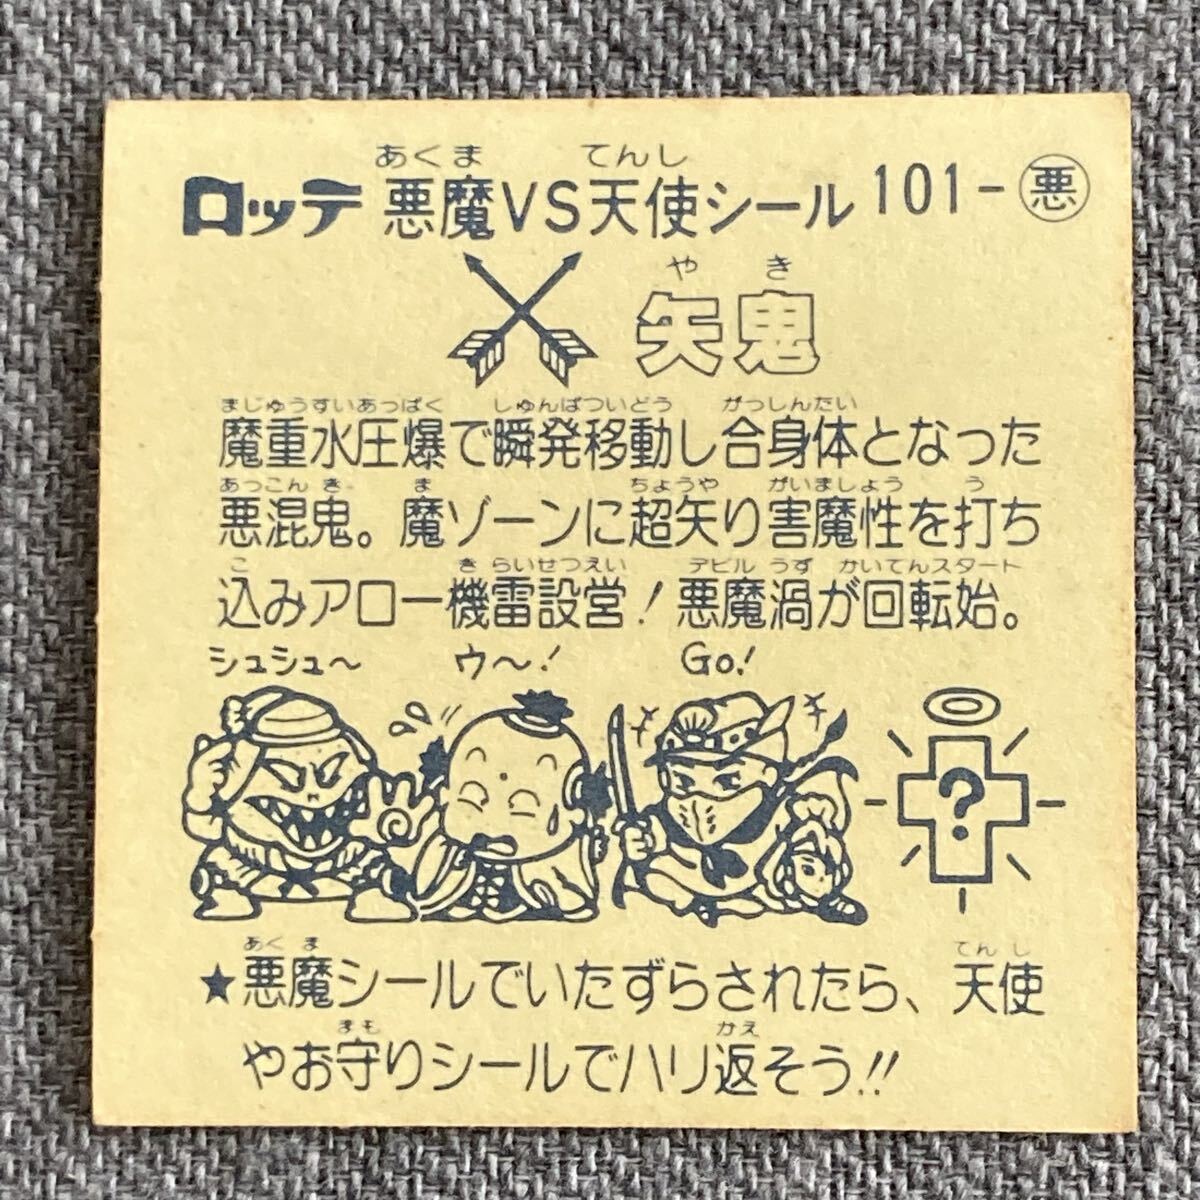 ロッテ 悪魔VS天使シール 101-悪
あくま てんし
やき
矢鬼
まじゅうすいあっぱく しゅんぱついどう がっしんたい
魔重水圧爆で瞬発移動し合身体となった
あっこんき ま ちょうや がいましょう う
悪混鬼。魔ゾーンに超矢り害魔性を打ち
こ きらいせつえい デビルうず かいてんスタート
込みアロー機雷設営!悪魔渦が回転始。
シュシュ〜 ウ〜! Go!
?
あくま てんし
★悪魔シールでいたずらされたら、天使
まも かえ
やお守りシールでハリ返そう!!